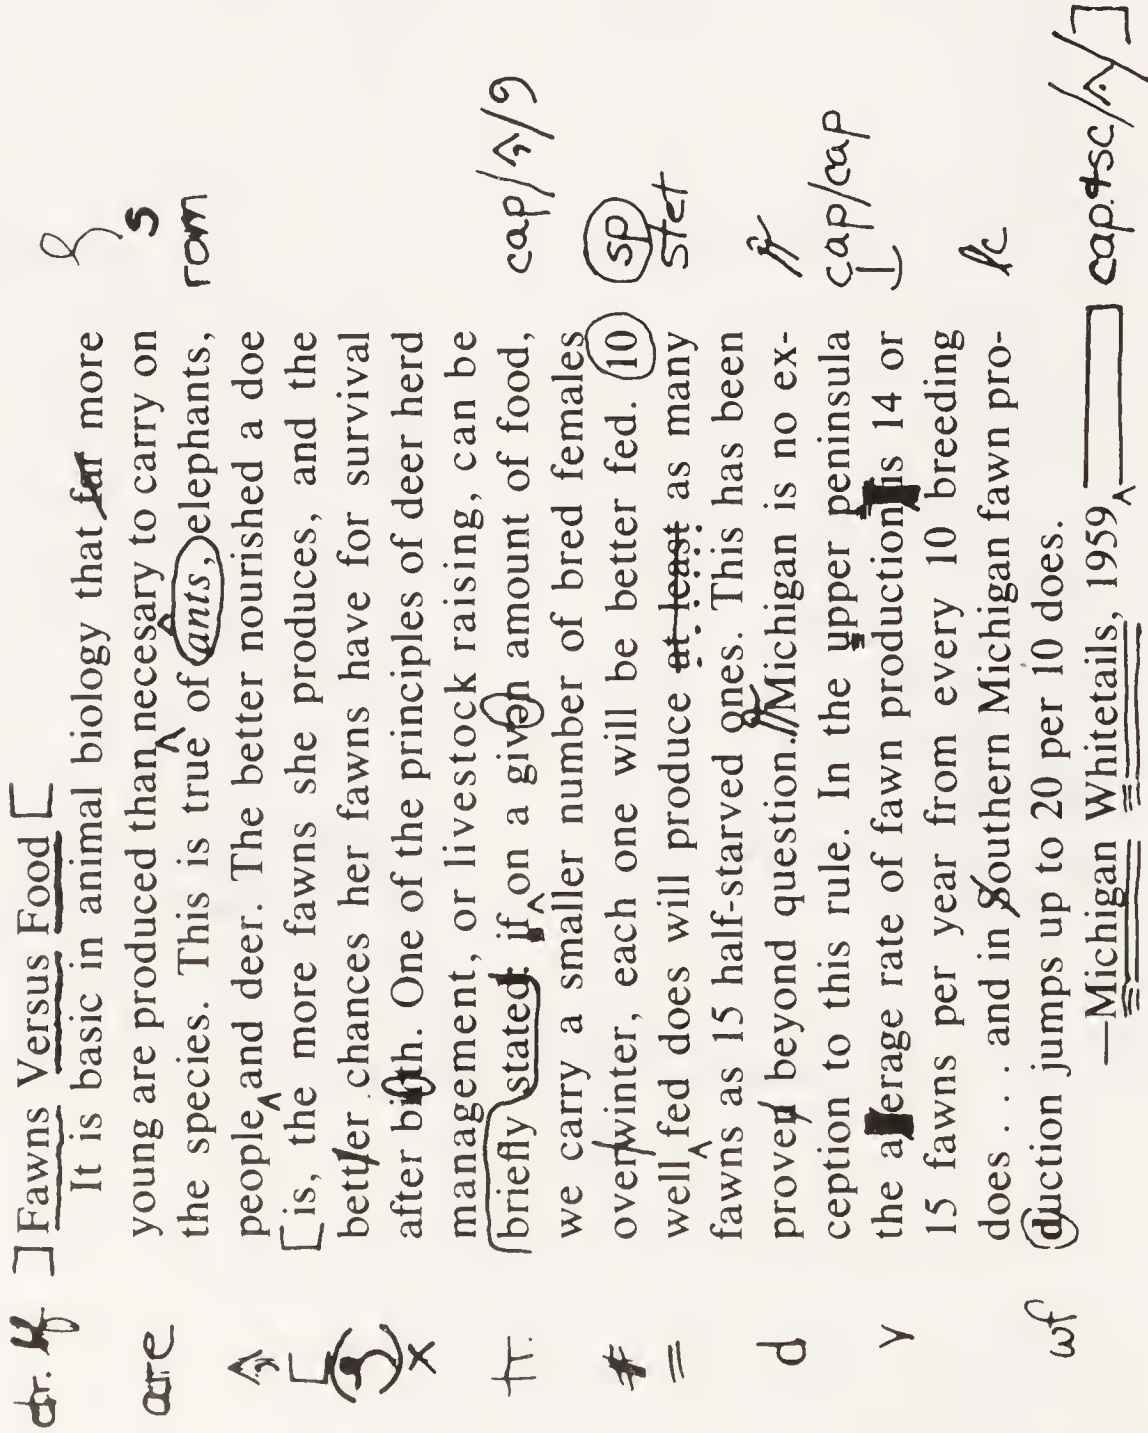 ctr. ]Fawns Versus Food[
It is basic in animal biology that far more
are young are produced than necesary to carry on s
the species. This is true of ants, elephants, rom
people and deer. The better nourished a doe
[is, the more fawns she produces, and the
better chances her fawns have for survival
x after birth. One of the principles of deer herd
management, or livestock raising, can be
tr. briefly stated. if on a given amount of food, cap/^,/9
we carry a smaller number of bred females
# overwinter, each one will be better fed. 10 sp
= well fed does will produce at least as many stet
fawns as 15 half-starved ones. This has been
d proven beyond question. Michigan is no ex- ¶
ception to this rule. In the upper peninsula cap/cap
v the a erage rate of fawn production is 14 or
15 fawns per year from every 10 breeding
does . . . and in Southern Michigan fawn pro- lc
wf duction jumps up to 20 per 10 does.
—Michigan Whitetails, 1959 cap.+sc/^/]